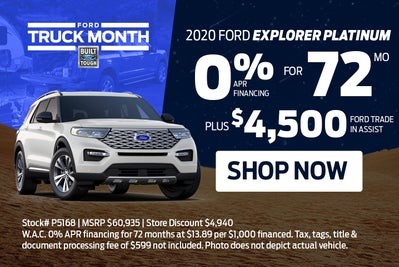 FORD
TRUCK MONTH
BUILT
Ford
TOUGH
2020 FORD EXPLORER PLATINUM
0% APR FINANCING FOR 72 MO
PLUS $4,500 FORD TRADE IN ASSIST
SHOP NOW
Stock# P5168 | MSRP $60,935 | Store Discount $4,940
W.A.C. 0% APR financing for 72 months at $13.89 per $1,000 financed. Tax, tags, title &
document processing fee of $599 not included. Photo does not depict actual vehicle.